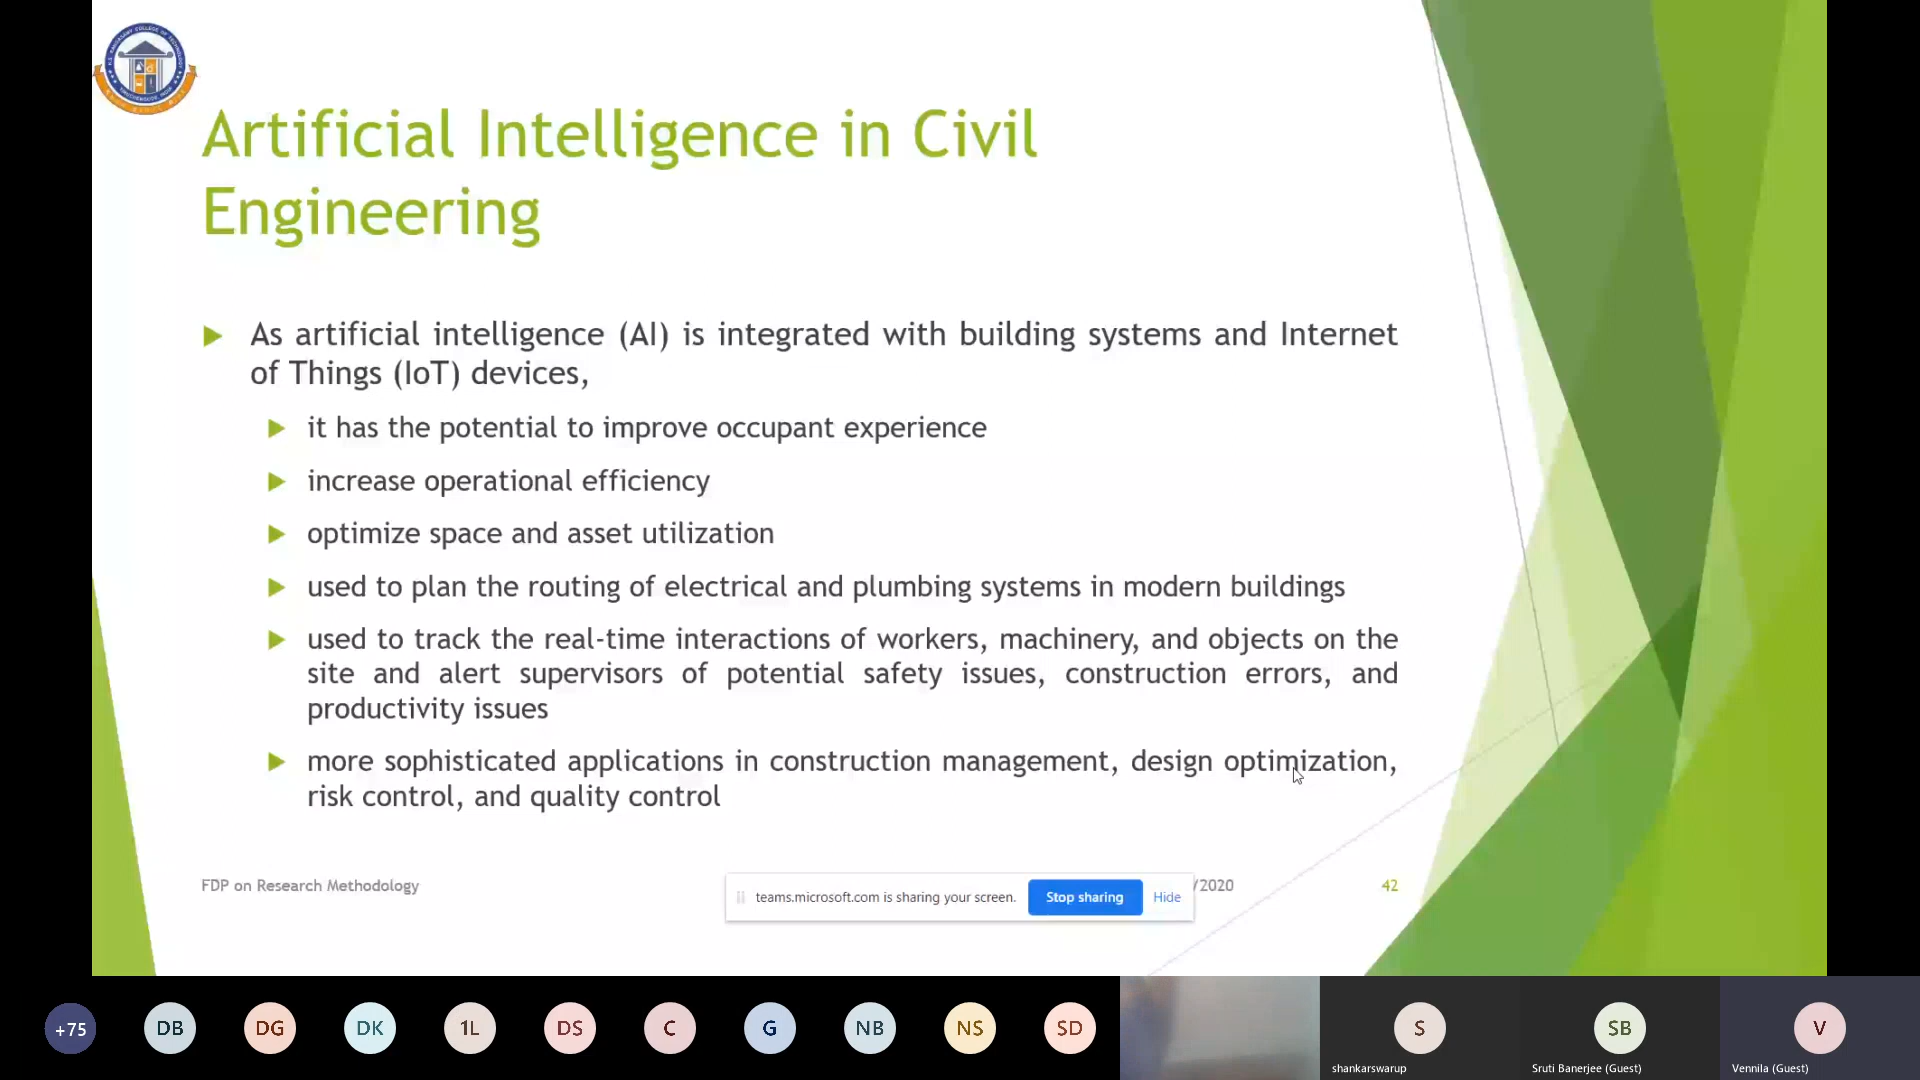 Artificial Intelligence in Civil
Engineering
As artificial intelligence (AI) is integrated with building systems and Internet
of Things (IoT) devices,
it has the potential to improve occupant experience
increase operational efficiency
optimize space and asset utilization
used to plan the routing of electrical and plumbing systems in modern buildings
used to track the real-time interactions of workers, machinery, and objects on the
site and alert supervisors of potential safety issues, construction errors, and
productivity issues
more sophisticated applications in construction management, design optimization,
risk control, and quality control
FDP on Research Methodology
/2020
42
teams.microsoft.com is sharing your screen.
Stop sharing
Hide
+75
DB
DG
DK
1L
DS
C
G
NB
NS
SD
S
SB
V
shankarswarup
Sruti Banerjee (Guest)
Vennila (Guest)